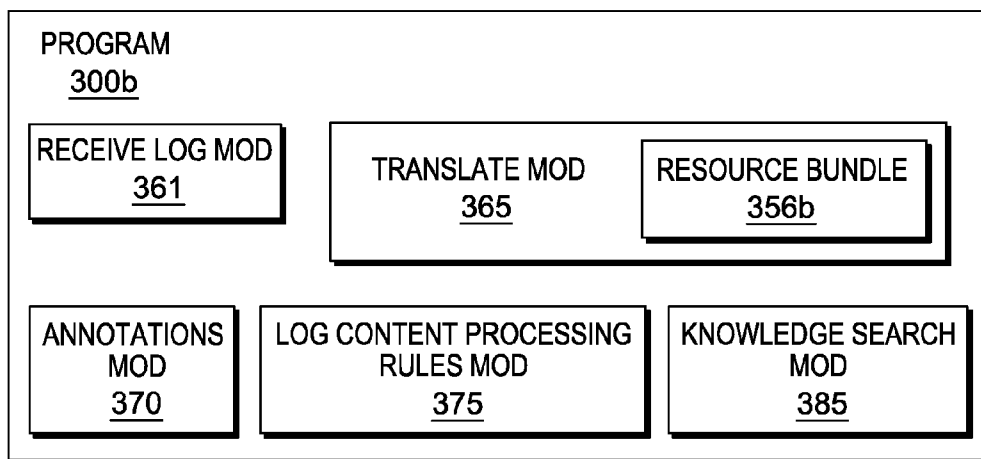 PROGRAM
300b
RECEIVE LOG MOD
361
TRANSLATE MOD
365
RESOURCE BUNDLE
356b
ANNOTATIONS
MOD
370
LOG CONTENT PROCESSING
RULES MOD
375
KNOWLEDGE SEARCH
MOD
385